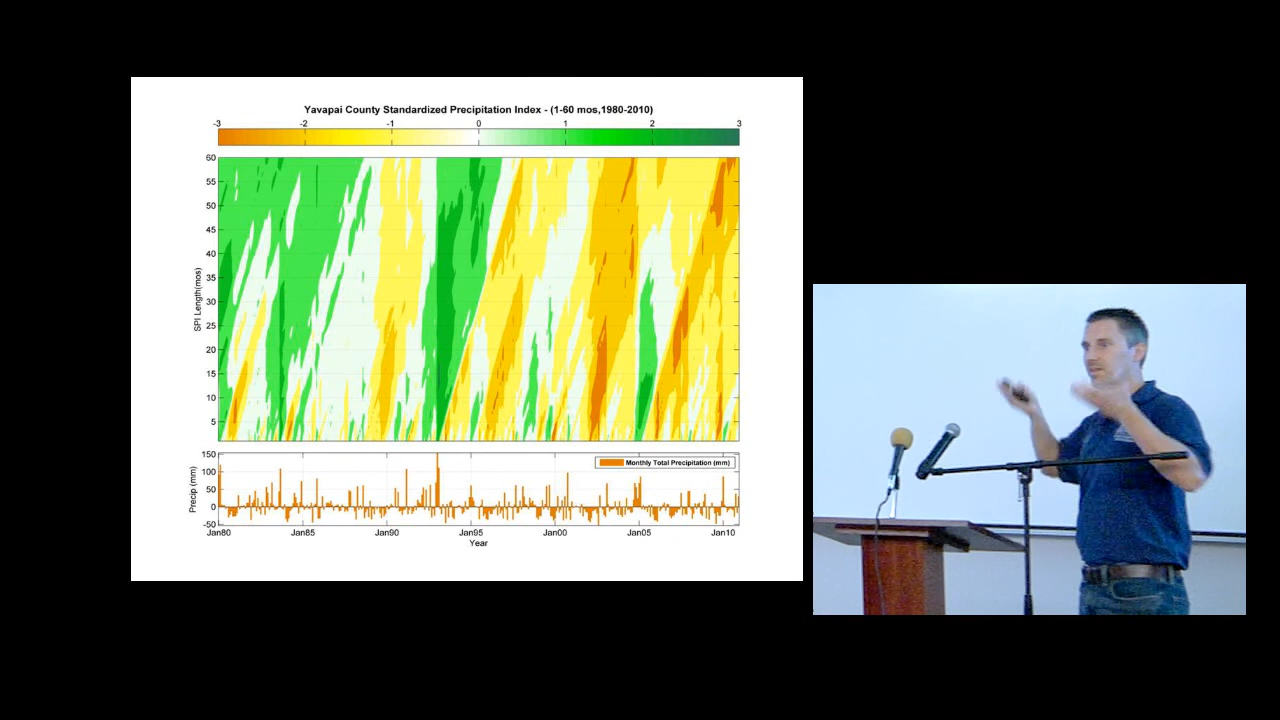 Yavapai County Standardized Precipitation Index - (1-60 mos,1980-2010)
-3 -2 -1 0 1 2 3
60
55
50
45
40
35
30
25
20
15
10
5
SPI Length(mos)
150
100
50
0
-50
Precip (mm)
Monthly Total Precipitation (mm)
Jan80 Jan85 Jan90 Jan95 Jan00 Jan05 Jan10
Year